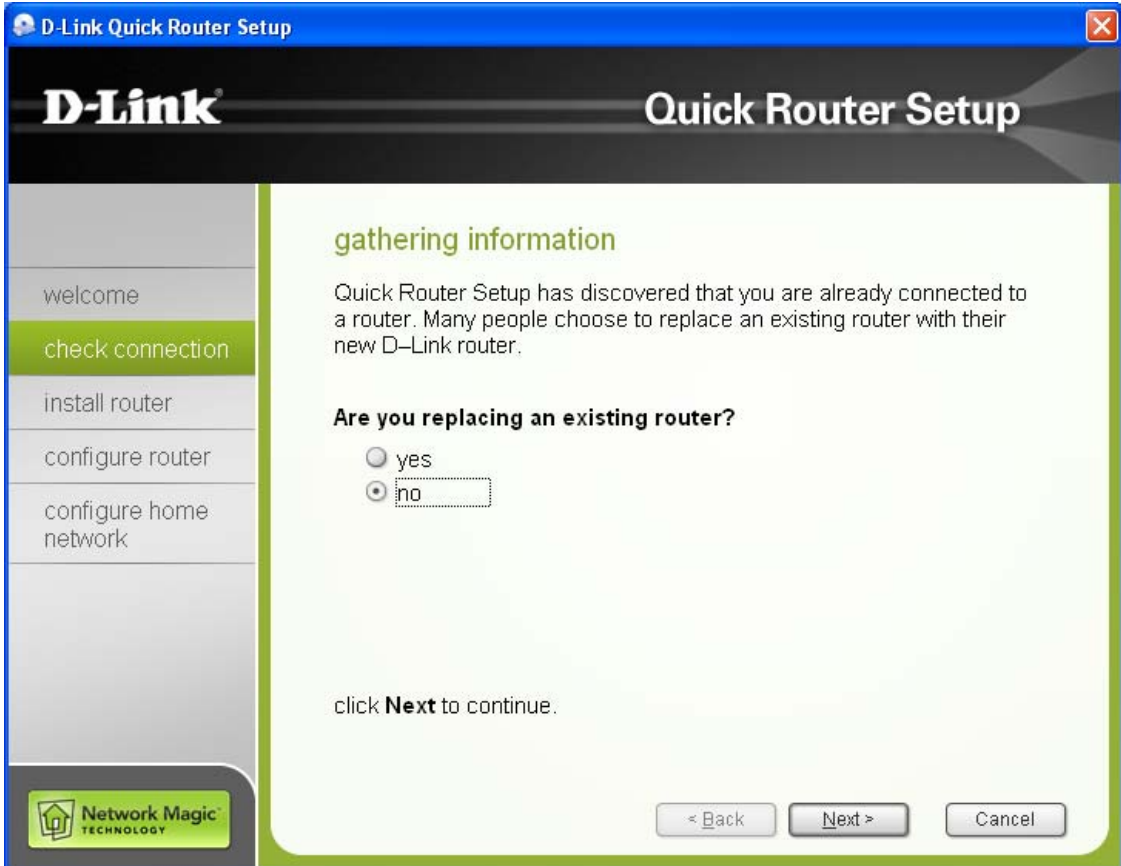 D-Link Quick Router Setup
D-Link
Quick Router Setup
welcome
check connection
install router
configure router
configure home
network
gathering information
Quick Router Setup has discovered that you are already connected to
a router. Many people choose to replace an existing router with their
new D–Link router.
Are you replacing an existing router?
yes
no
click Next to continue.
Network Magic
TECHNOLOGY
< Back
Next >
Cancel